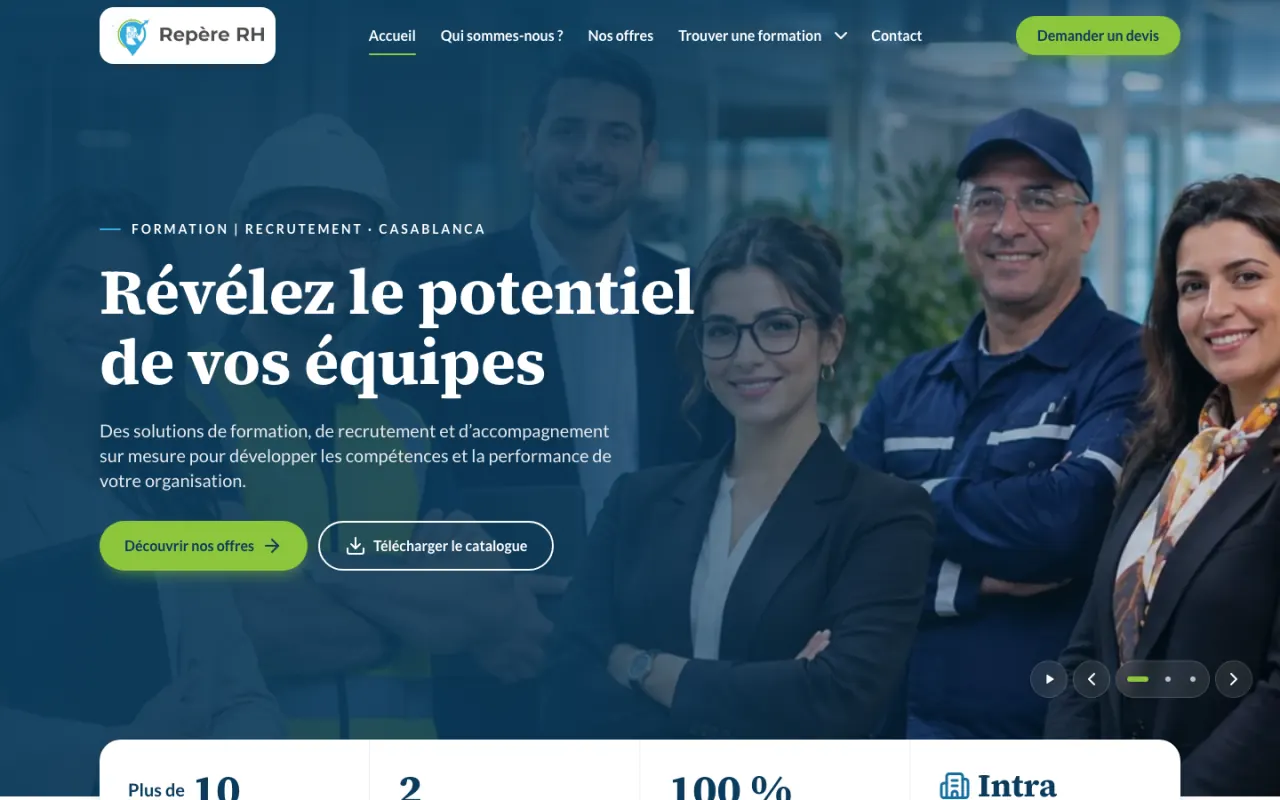 Repère RH
Accueil
Qui sommes-nous ?
Nos offres
Trouver une formation
Contact
Demander un devis
FORMATION | RECRUTEMENT · CASABLANCA
Révélez le potentiel
de vos équipes
Des solutions de formation, de recrutement et d’accompagnement
sur mesure pour développer les compétences et la performance de
votre organisation.
Découvrir nos offres
Télécharger le catalogue
Plus de 10
2
100 %
Intra